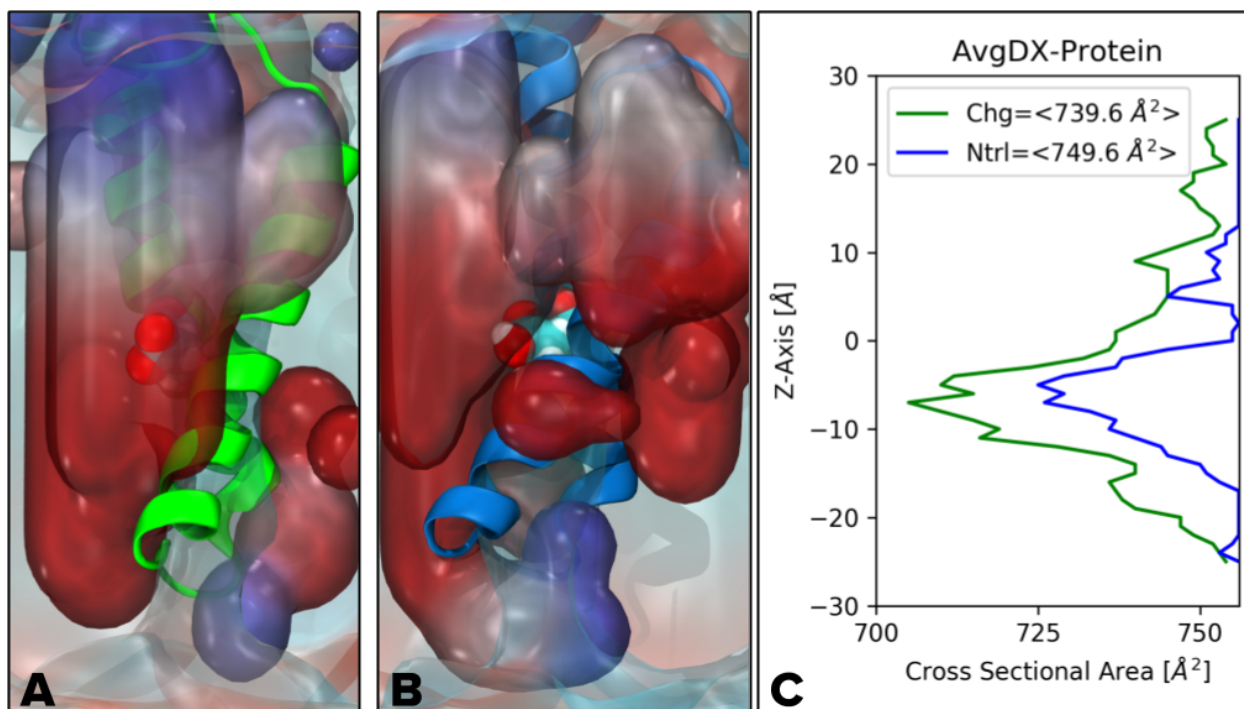 A
B
C
AvgDX-Protein
Chg=<739.6 Å²>
Ntrl=<749.6 Å²>
30
20
10
0
−10
−20
−30
Z-Axis [Å]
700
725
750
Cross Sectional Area [Å²]